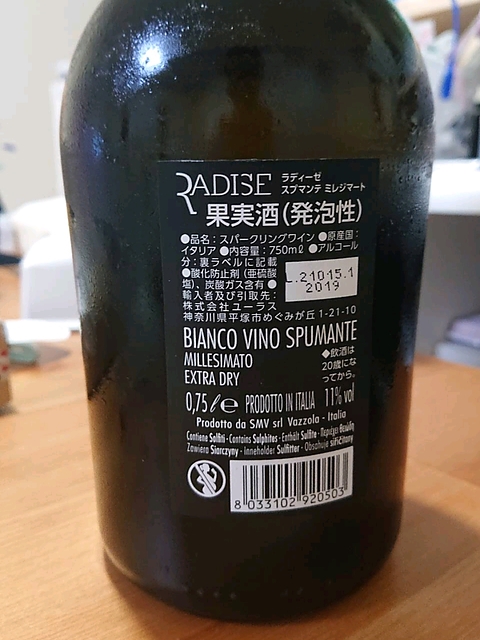 RADISE ラディーゼ
スプマンテ ミレジマート
果実酒(発泡性)
●品名:スパークリングワイン ●原産国:
イタリア ●内容量:750mℓ ●アルコール
分:裏ラベルに記載
●酸化防止剤(亜硫酸
塩)、炭酸ガス含有 ●
輸入者及び引取先:
株式会社ユーラス
神奈川県平塚市めぐみが丘1-21-10
L.21015.1
2019
BIANCO VINO SPUMANTE
MILLESIMATO
EXTRA DRY
◆飲酒は
20歳にな
ってから。
0,75 ℓ e PRODOTTO IN ITALIA 11% vol
Prodotto da SMV srl Vazzola - Italia
Contiene Solfiti - Contains Sulphites - Enthält Sulfite - Περιέχει Θειώδη
Zawiera Siarczyny - Inneholder Sulfitter - Obsahuje siřičitany
8 033102 920503